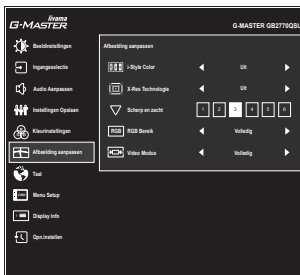 iiyama
G-MASTER
G-MASTER GB2770QSU
Beeldinstellingen
Afbeelding aanpassen
Ingangsselectie
i-Style Color
Uit
Audio Aanpassen
X-Res Technologie
Uit
Instellingen Opslaan
Scherp en zacht
1 2 3 4 5 6
Kleurinstellingen
RGB RGB Bereik
Volledig
Afbeelding aanpassen
Video Modus
Volledig
Taal
Menu Setup
Display info
Opn.instellen